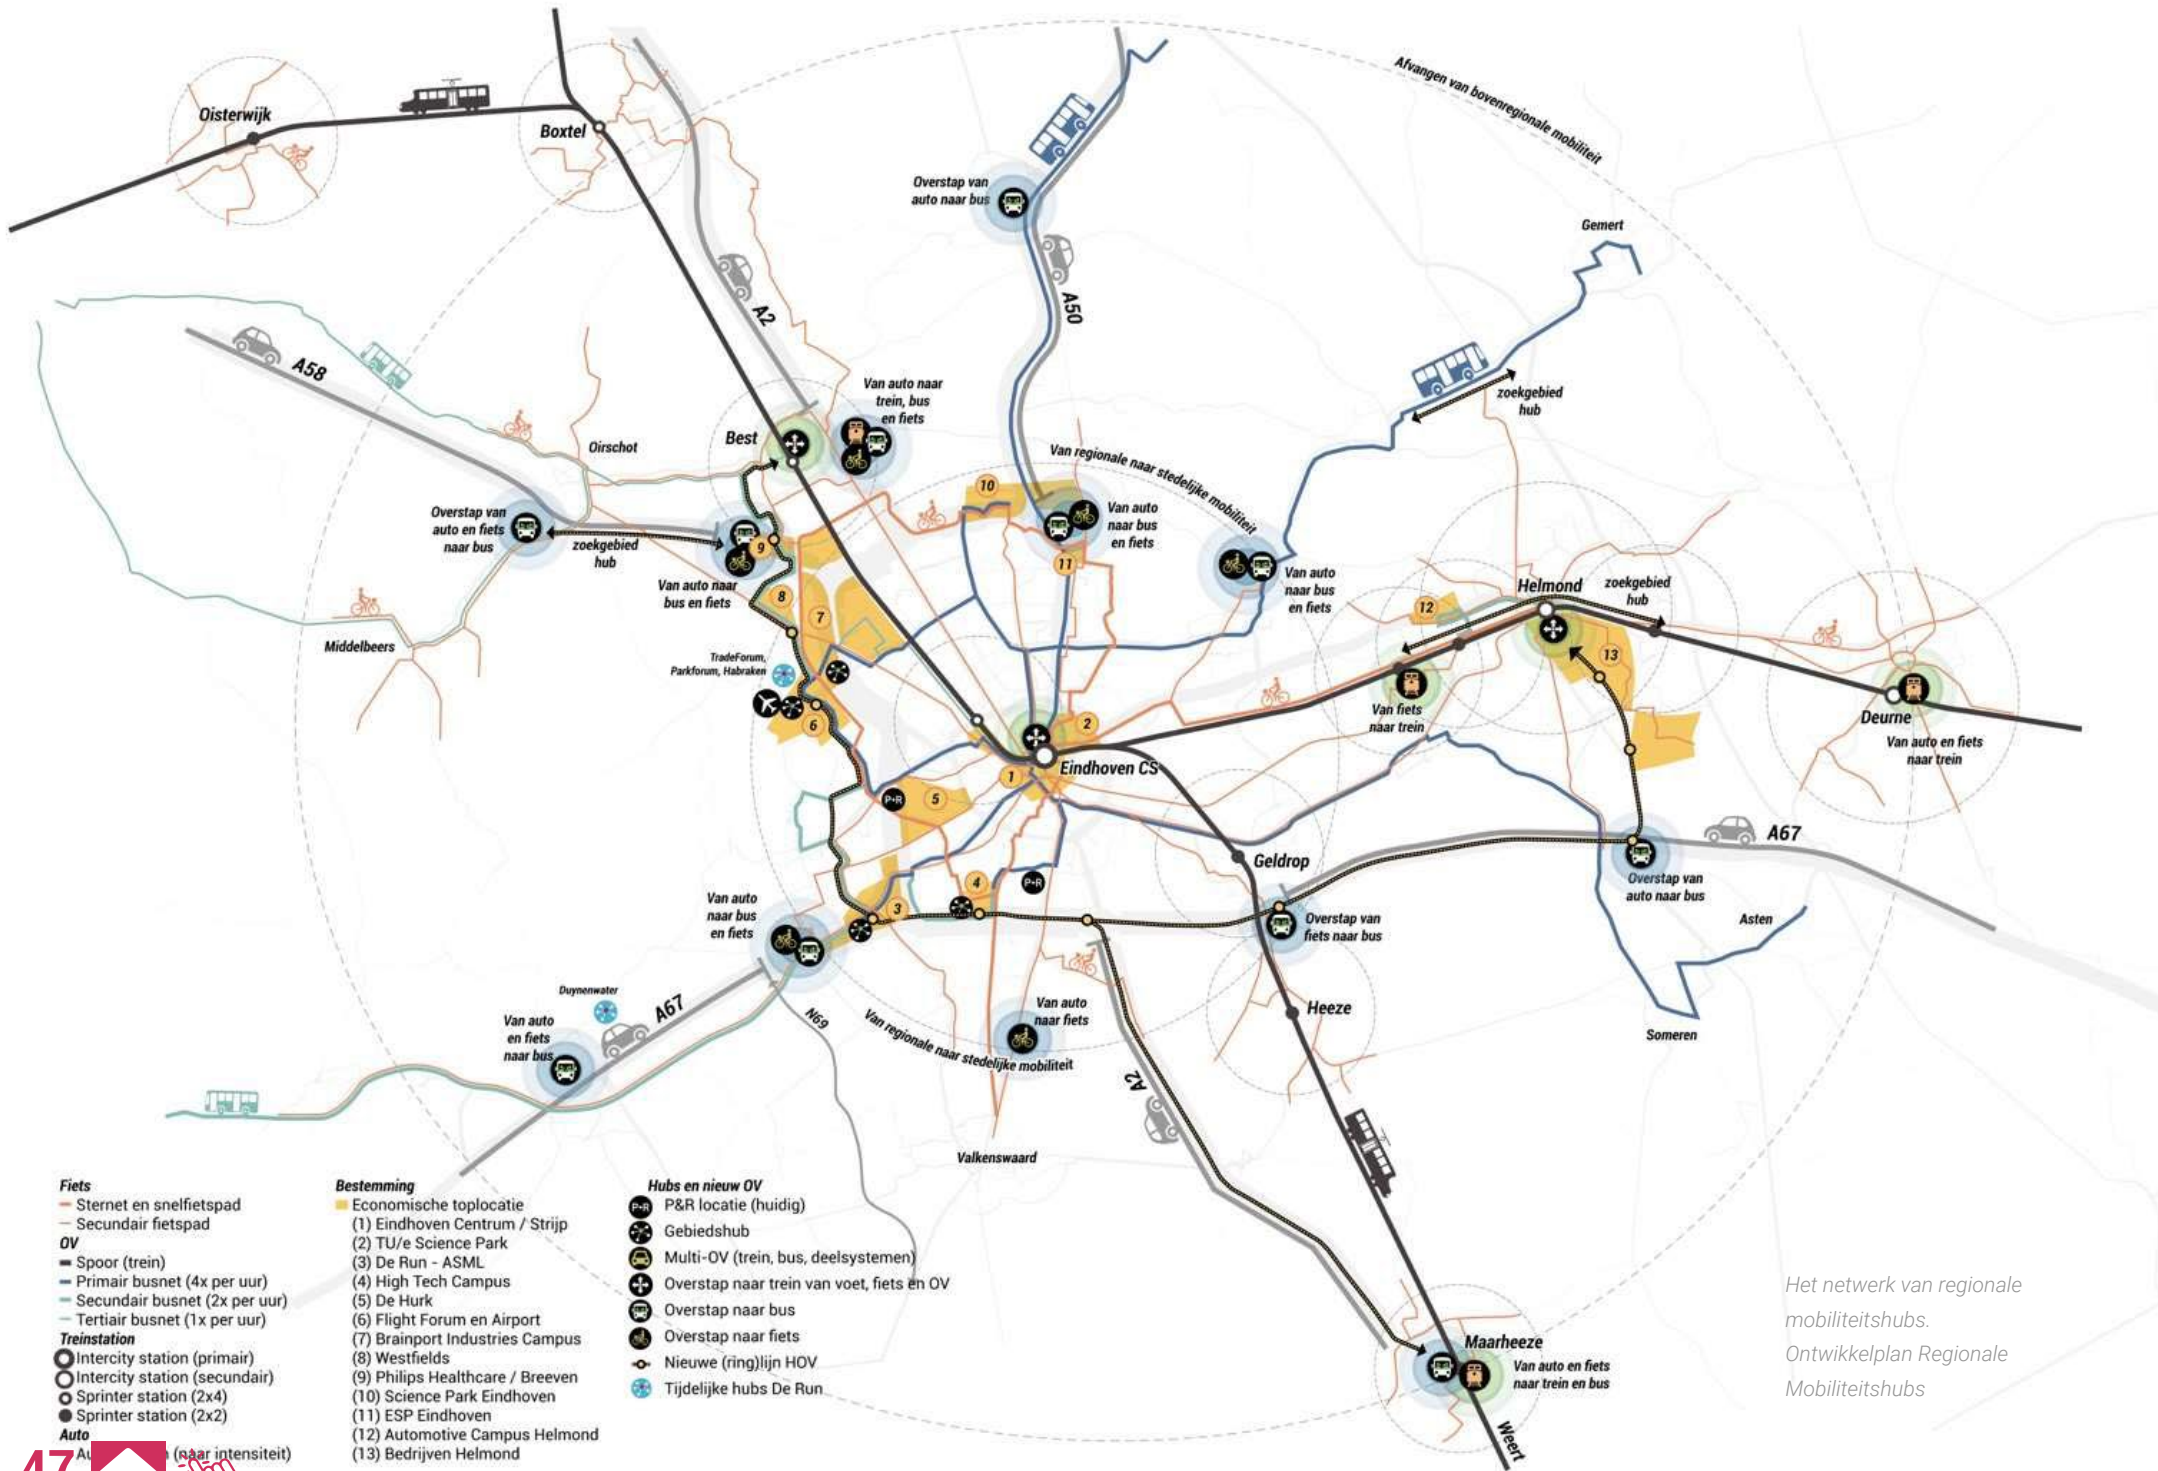 Afvangen van bovenregionale mobiliteit
Oisterwijk
Boxtel
Overstap van
auto naar bus
Gemert
A2
A50
A58
Van auto naar
trein, bus
en fiets
zoekgebied
hub
Best
Oirschot
Van regionale naar stedelijke mobiliteit
10
Overstap van
auto en fiets
naar bus
zoekgebied
hub
9
Van auto
naar bus
en fiets
11
Van auto naar
bus en fiets
8
7
Van auto
naar bus
en fiets
Helmond
zoekgebied
hub
12
13
Middelbeers
TradeForum,
Parkforum, Habraken
6
2
Van fiets
naar trein
Deurne
Van auto en fiets
naar trein
Eindhoven CS
1
P+R
5
A67
Geldrop
Overstap van
auto naar bus
4
P+R
3
Van auto
naar bus
en fiets
Overstap van
fiets naar bus
Asten
Duynenwater
Van auto
en fiets
naar bus
A67
N69
Van regionale naar stedelijke mobiliteit
Van auto
naar fiets
Heeze
Someren
A2
Valkenswaard
Maarheeze
Van auto en fiets
naar trein en bus
Weert
Fiets
Sternet en snelfietspad
Secundair fietspad
OV
Spoor (trein)
Primair busnet (4x per uur)
Secundair busnet (2x per uur)
Tertiair busnet (1x per uur)
Treinstation
Intercity station (primair)
Intercity station (secundair)
Sprinter station (2x4)
Sprinter station (2x2)
Auto
(naar intensiteit)
Bestemming
Economische toplocatie
(1) Eindhoven Centrum / Strijp
(2) TU/e Science Park
(3) De Run - ASML
(4) High Tech Campus
(5) De Hurk
(6) Flight Forum en Airport
(7) Brainport Industries Campus
(8) Westfields
(9) Philips Healthcare / Breeven
(10) Science Park Eindhoven
(11) ESP Eindhoven
(12) Automotive Campus Helmond
(13) Bedrijven Helmond
Hubs en nieuw OV
P+R P&R locatie (huidig)
Gebiedshub
Multi-OV (trein, bus, deelsystemen)
Overstap naar trein van voet, fiets en OV
Overstap naar bus
Overstap naar fiets
Nieuwe (ring)lijn HOV
Tijdelijke hubs De Run
Het netwerk van regionale
mobiliteitshubs.
Ontwikkelplan Regionale
Mobiliteitshubs
47